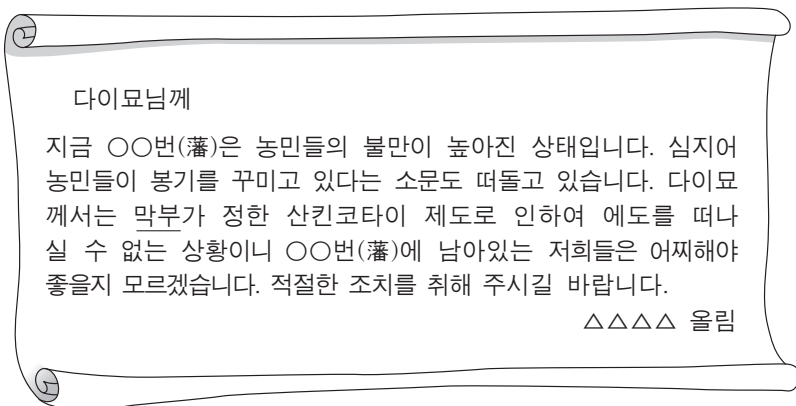 다이묘님께
지금 ○○번(藩)은 농민들의 불만이 높아진 상태입니다. 심지어
농민들이 봉기를 꾸미고 있다는 소문도 떠돌고 있습니다. 다이묘
께서는 막부가 정한 산킨코타이 제도로 인하여 에도를 떠나
실 수 없는 상황이니 ○○번(藩)에 남아있는 저희들은 어찌해야
좋을지 모르겠습니다. 적절한 조치를 취해 주시길 바랍니다.
△△△△ 올림